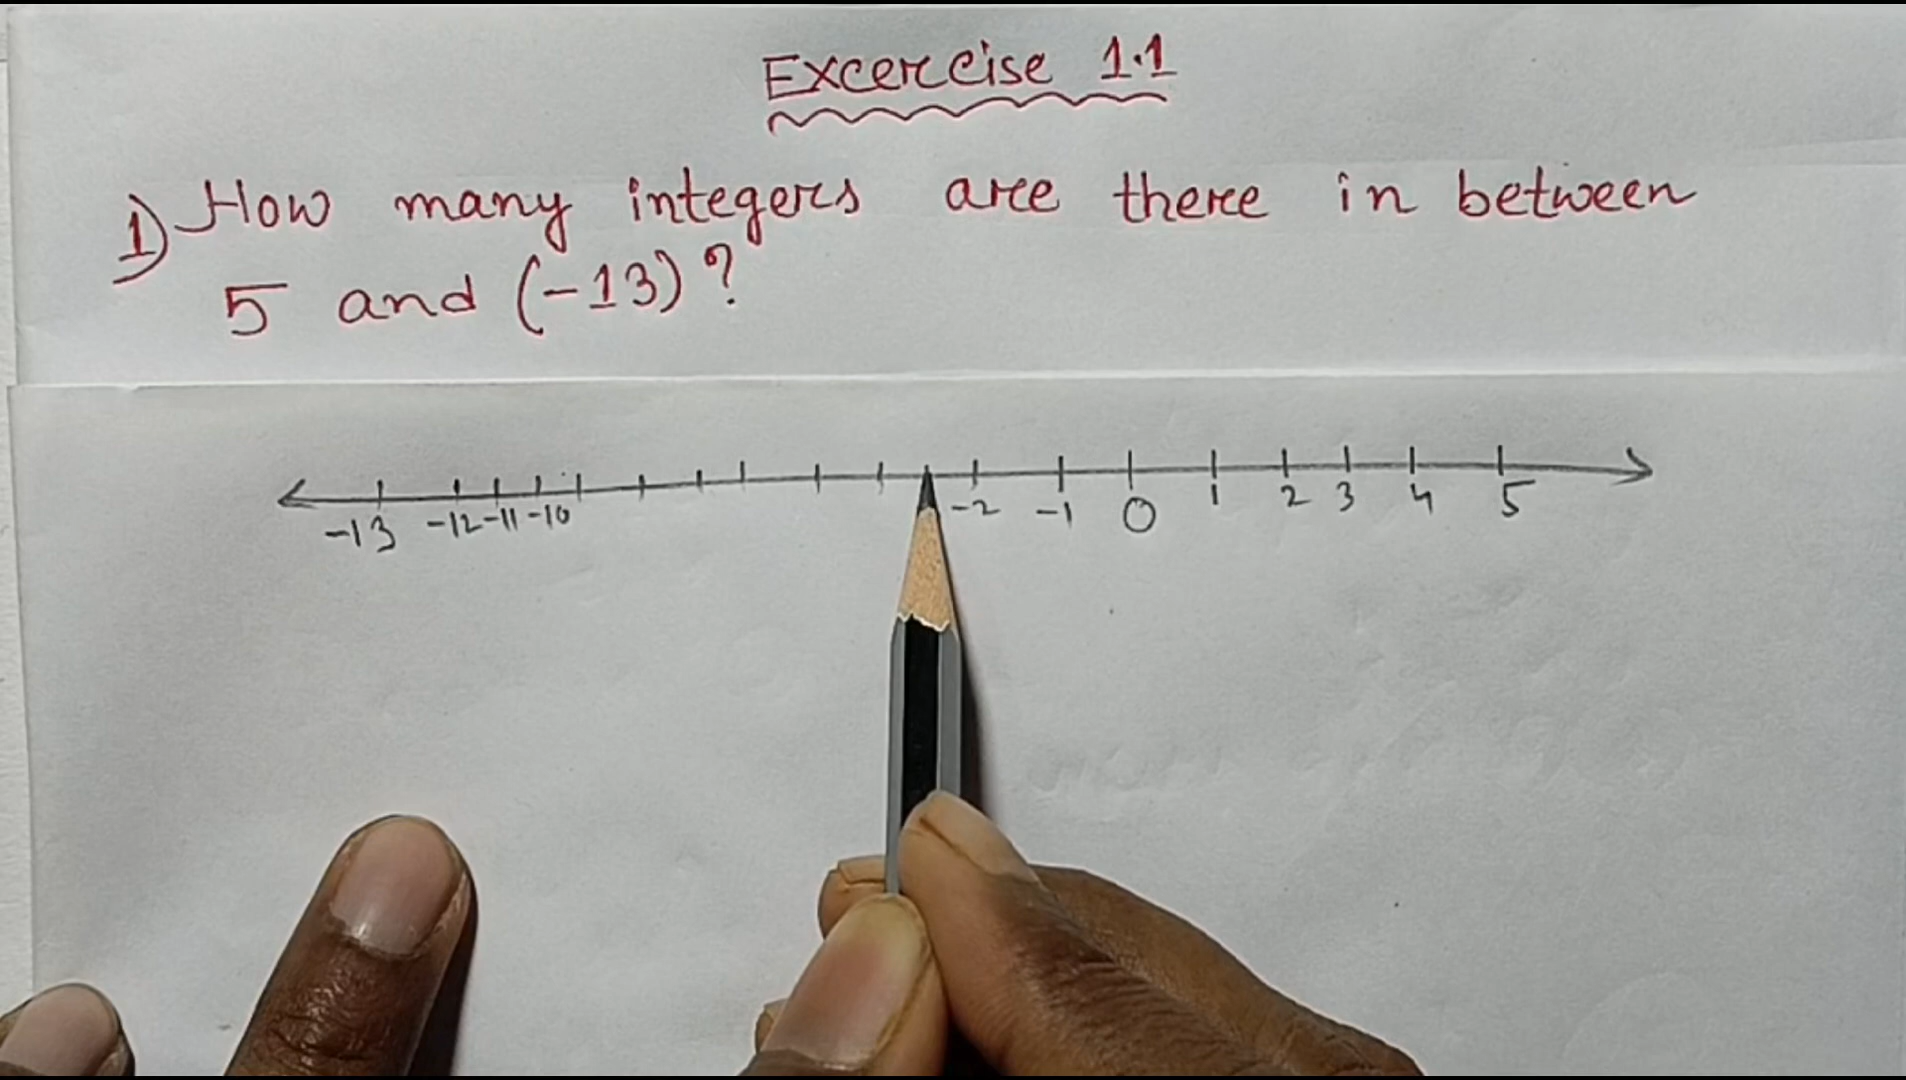 Excercise 1.1
1) How many integers are there in between
5 and (-13)?
-13 -12 -11 -10 -2 -1 0 1 2 3 4 5